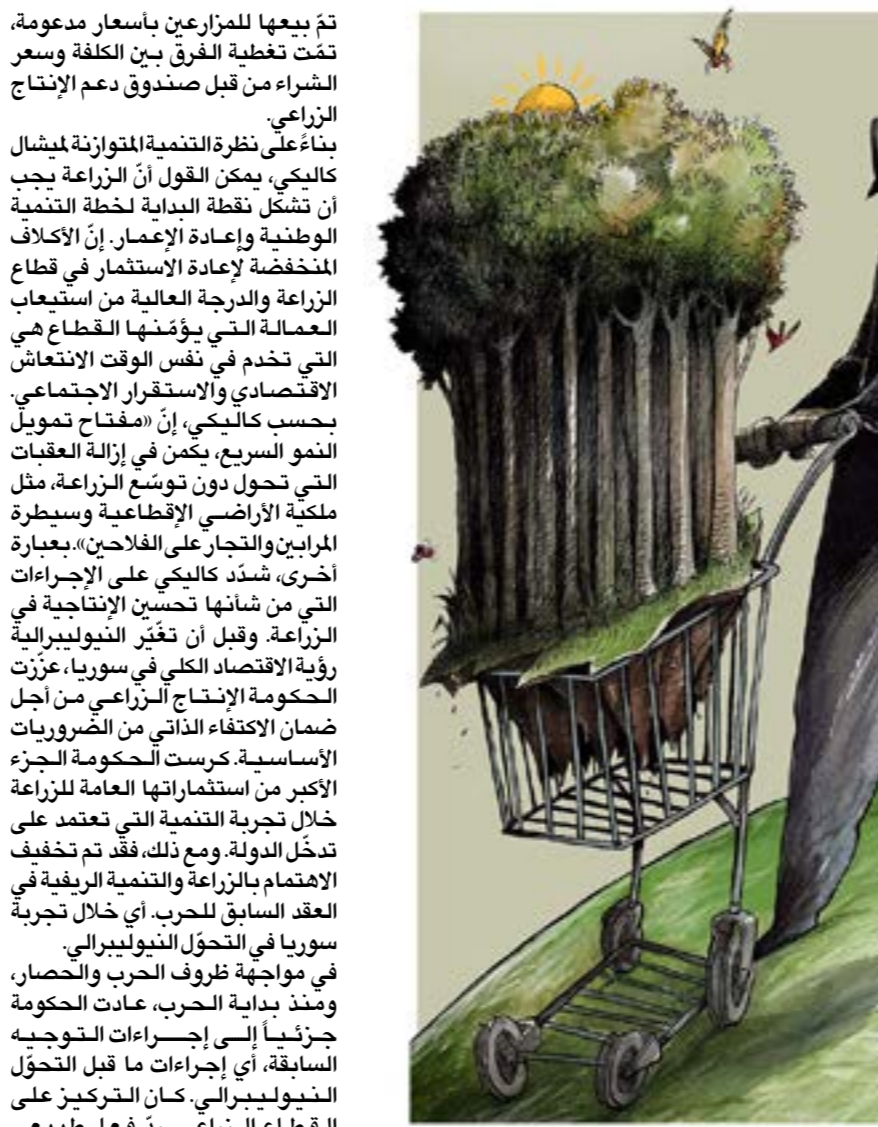 تمّ بيعها للمزارعين بأسعار مدعومة،
تمّت تغطية الفرق بين الكلفة وسعر
الشراء من قبل صندوق دعم الإنتاج
الزراعي.
بناءً على نظرة التنمية المتوازنة لميشال
كاليكي، يمكن القول أنّ الزراعة يجب
أن تشكل نقطة البداية لخطة التنمية
الوطنية وإعادة الإعمار. إنّ الأكلاف
المنخفضة لإعادة الاستثمار في قطاع
الزراعة والدرجة العالية من استيعاب
العمالة التي يؤمّنها القطاع هي
التي تخدم في نفس الوقت الانتعاش
الاقتصادي والاستقرار الاجتماعي.
بحسب كاليكي، إنّ «مفتاح تمويل
النمو السريع، يكمن في إزالة العقبات
التي تحول دون توسّع الزراعة، مثل
ملكية الأراضي الإقطاعية وسيطرة
المرابين والتجار على الفلاحين». بعبارة
أخرى، شدّد كاليكي على الإجراءات
التي من شأنها تحسين الإنتاجية في
الزراعة. وقبل أن تغّير النيوليبرالية
رؤية الاقتصاد الكلي في سوريا، عزّزت
الحكومة الإنتاج الزراعي من أجل
ضمان الاكتفاء الذاتي من الضروريات
الأساسية. كرست الحكومة الجزء
الأكبر من استثماراتها العامة للزراعة
خلال تجربة التنمية التي تعتمد على
تدخّل الدولة. ومع ذلك، فقد تم تخفيف
الاهتمام بالزراعة والتنمية الريفية في
العقد السابق للحرب. أي خلال تجربة
سوريا في التحوّل النيوليبرالي.
في مواجهة ظروف الحرب والحصار،
ومنذ بداية الحرب، عادت الحكومة
جزئياً إلى إجراءات التوجيه
السابقة، أي إجراءات ما قبل التحوّل
النيوليبرالي. كان التركيز على